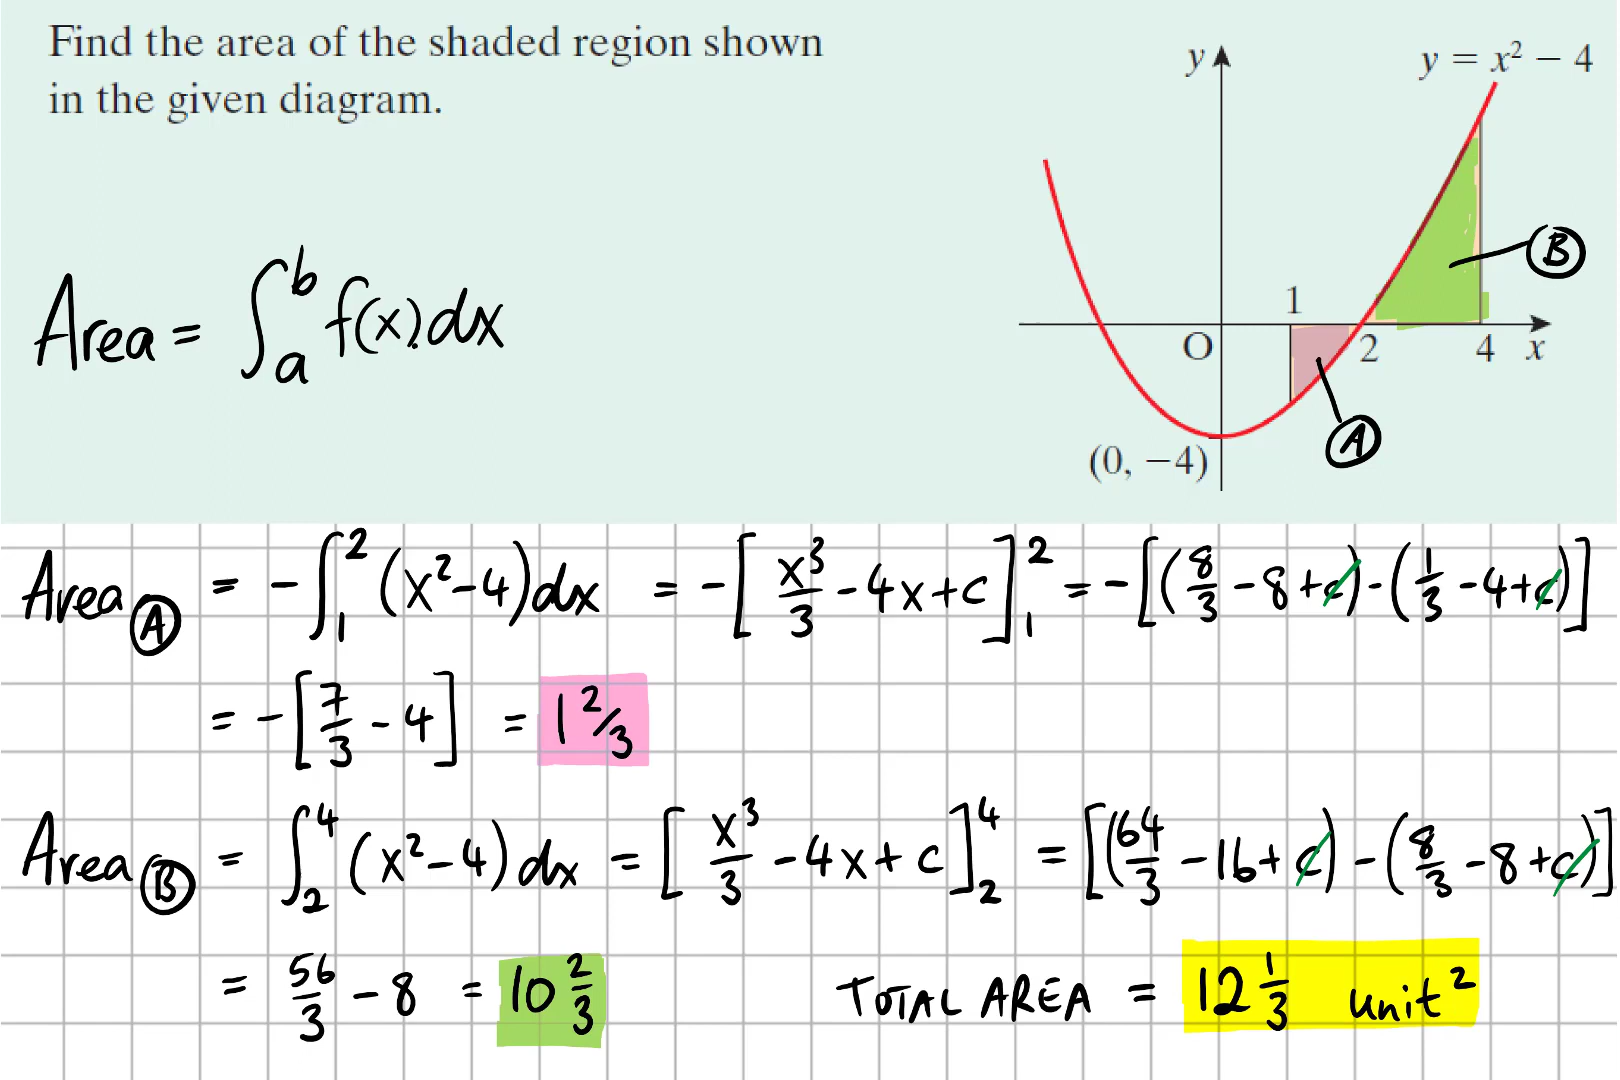 Find the area of the shaded region shown
in the given diagram.
y
y = x² − 4
B
1
O
2
4
x
A
(0, −4)
Area = ∫ₐᵇ f(x).dx
Area Ⓐ = -∫₁² (x²-4)dx = -[x³/3 - 4x + c]₁² = -[(8/3 - 8 + c) - (1/3 - 4 + c)]
= -[7/3 - 4] = 1 2/3
Area Ⓑ = ∫₂⁴ (x²-4)dx = [x³/3 - 4x + c]₂⁴ = [(64/3 - 16 + c) - (8/3 - 8 + c)]
= 56/3 - 8 = 10 2/3 TOTAL AREA = 12 1/3 unit²